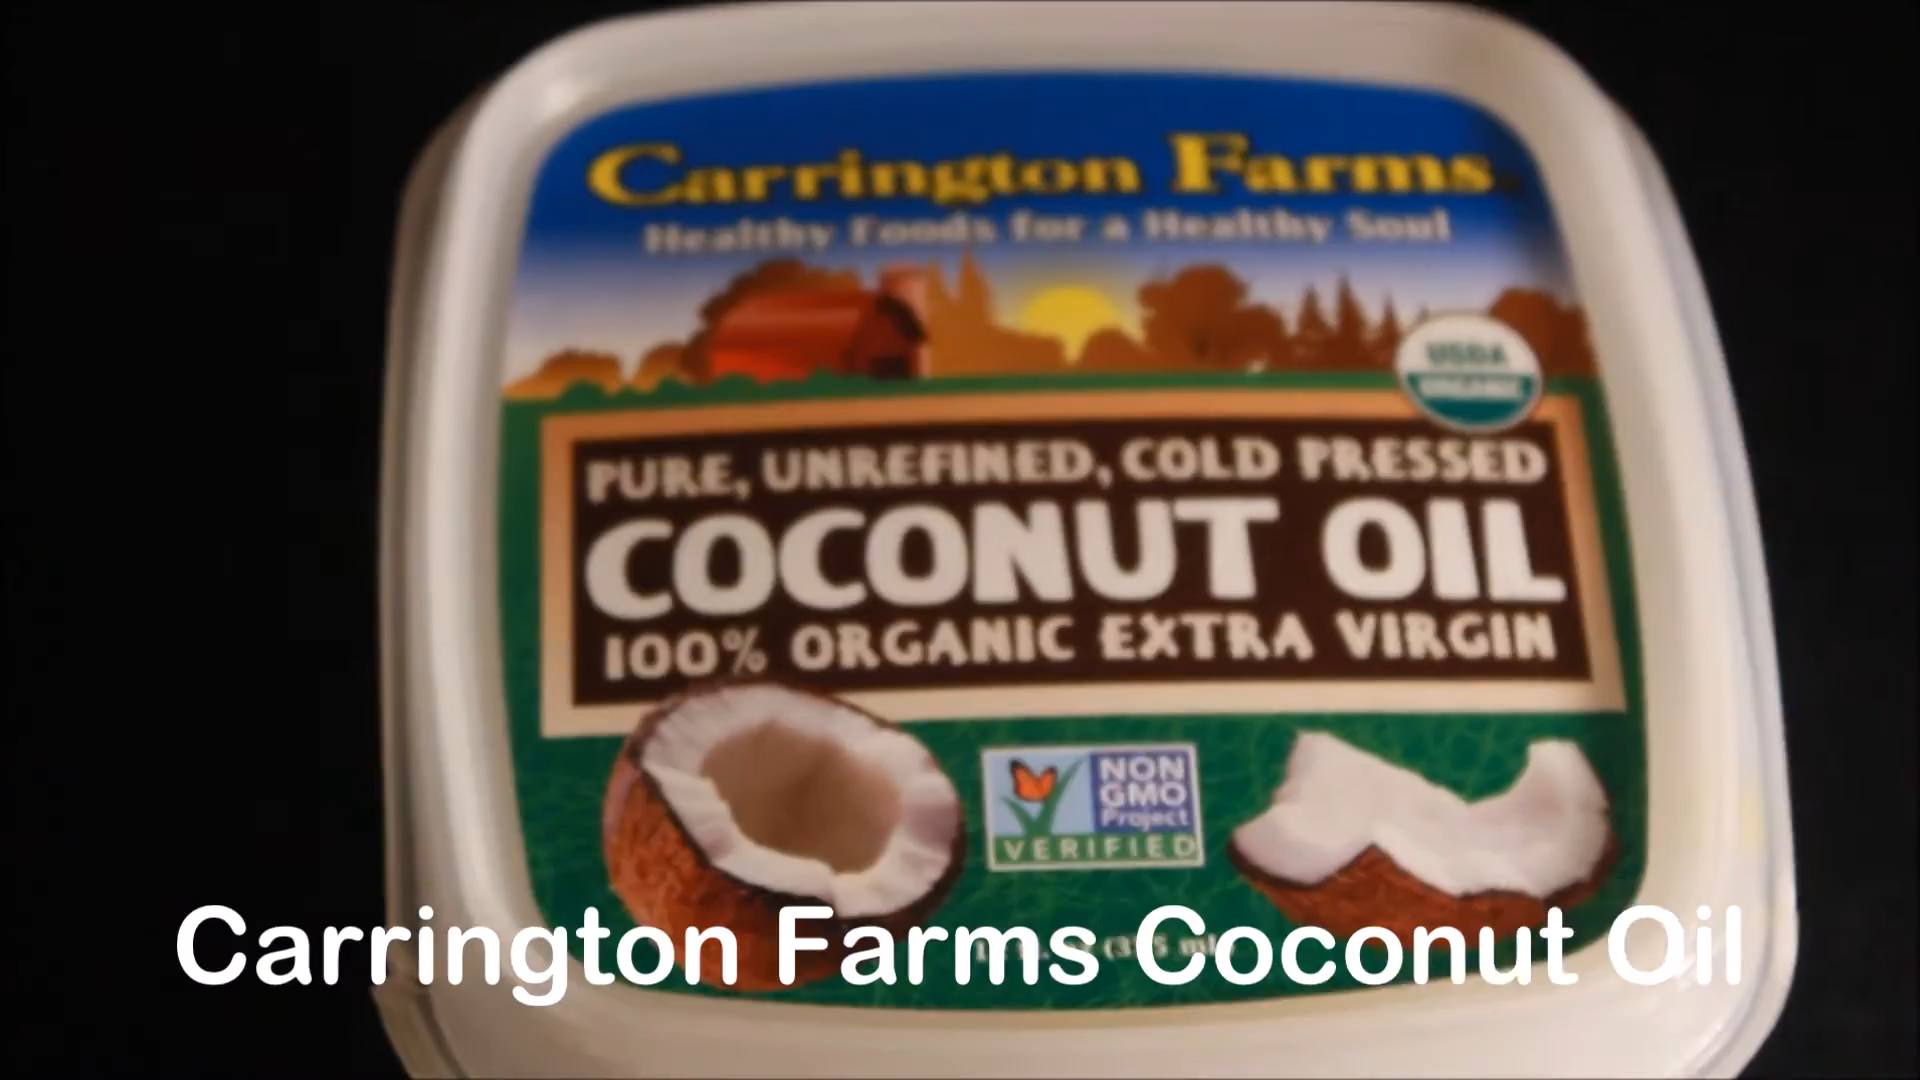 Carrington Farms
Healthy Foods for a Healthy Soul
USDA
ORGANIC
PURE, UNREFINED, COLD PRESSED
COCONUT OIL
100% ORGANIC EXTRA VIRGIN
NON
GMO
Project
VERIFIED
Carrington Farms Coconut Oil